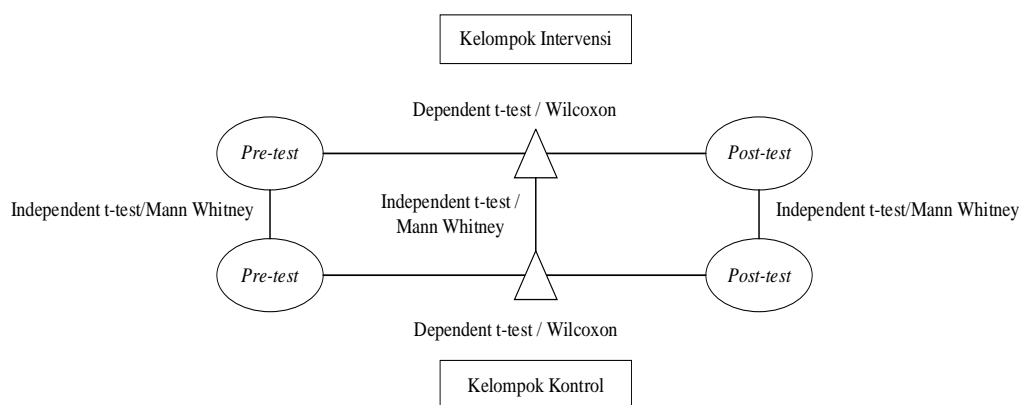 Kelompok Intervensi
Dependent t-test / Wilcoxon
Pre-test
Post-test
Independent t-test/Mann Whitney
Independent t-test /
Mann Whitney
Independent t-test/Mann Whitney
Pre-test
Post-test
Dependent t-test / Wilcoxon
Kelompok Kontrol